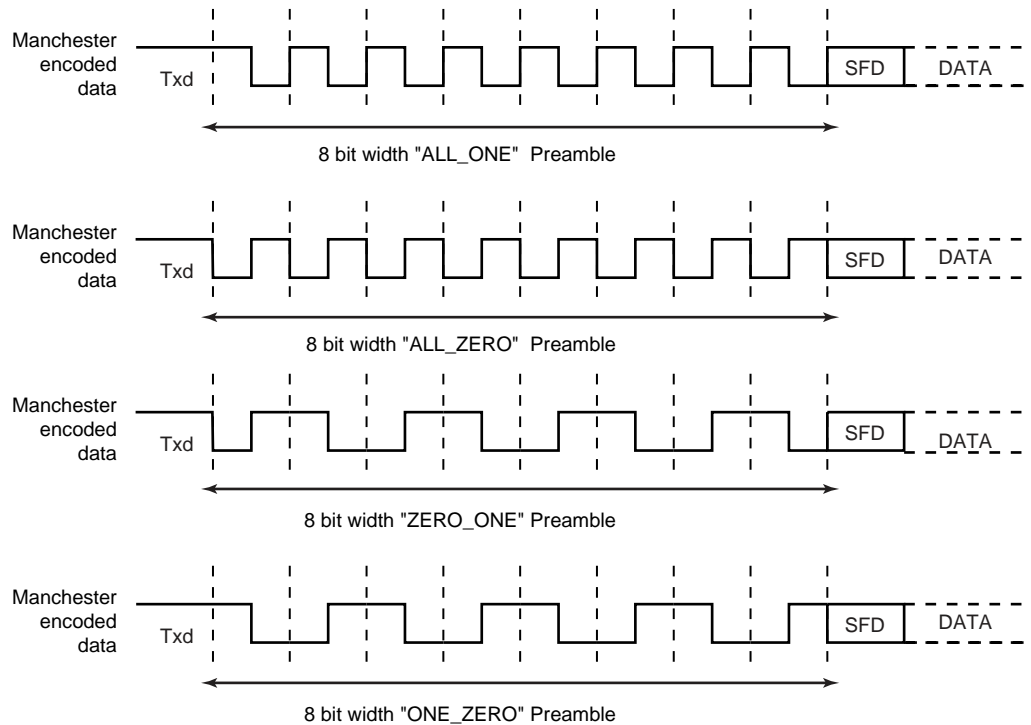 Manchester
encoded
data
Txd
SFD
DATA
8 bit width "ALL_ONE" Preamble
Manchester
encoded
data
Txd
SFD
DATA
8 bit width "ALL_ZERO" Preamble
Manchester
encoded
data
Txd
SFD
DATA
8 bit width "ZERO_ONE" Preamble
Manchester
encoded
data
Txd
SFD
DATA
8 bit width "ONE_ZERO" Preamble